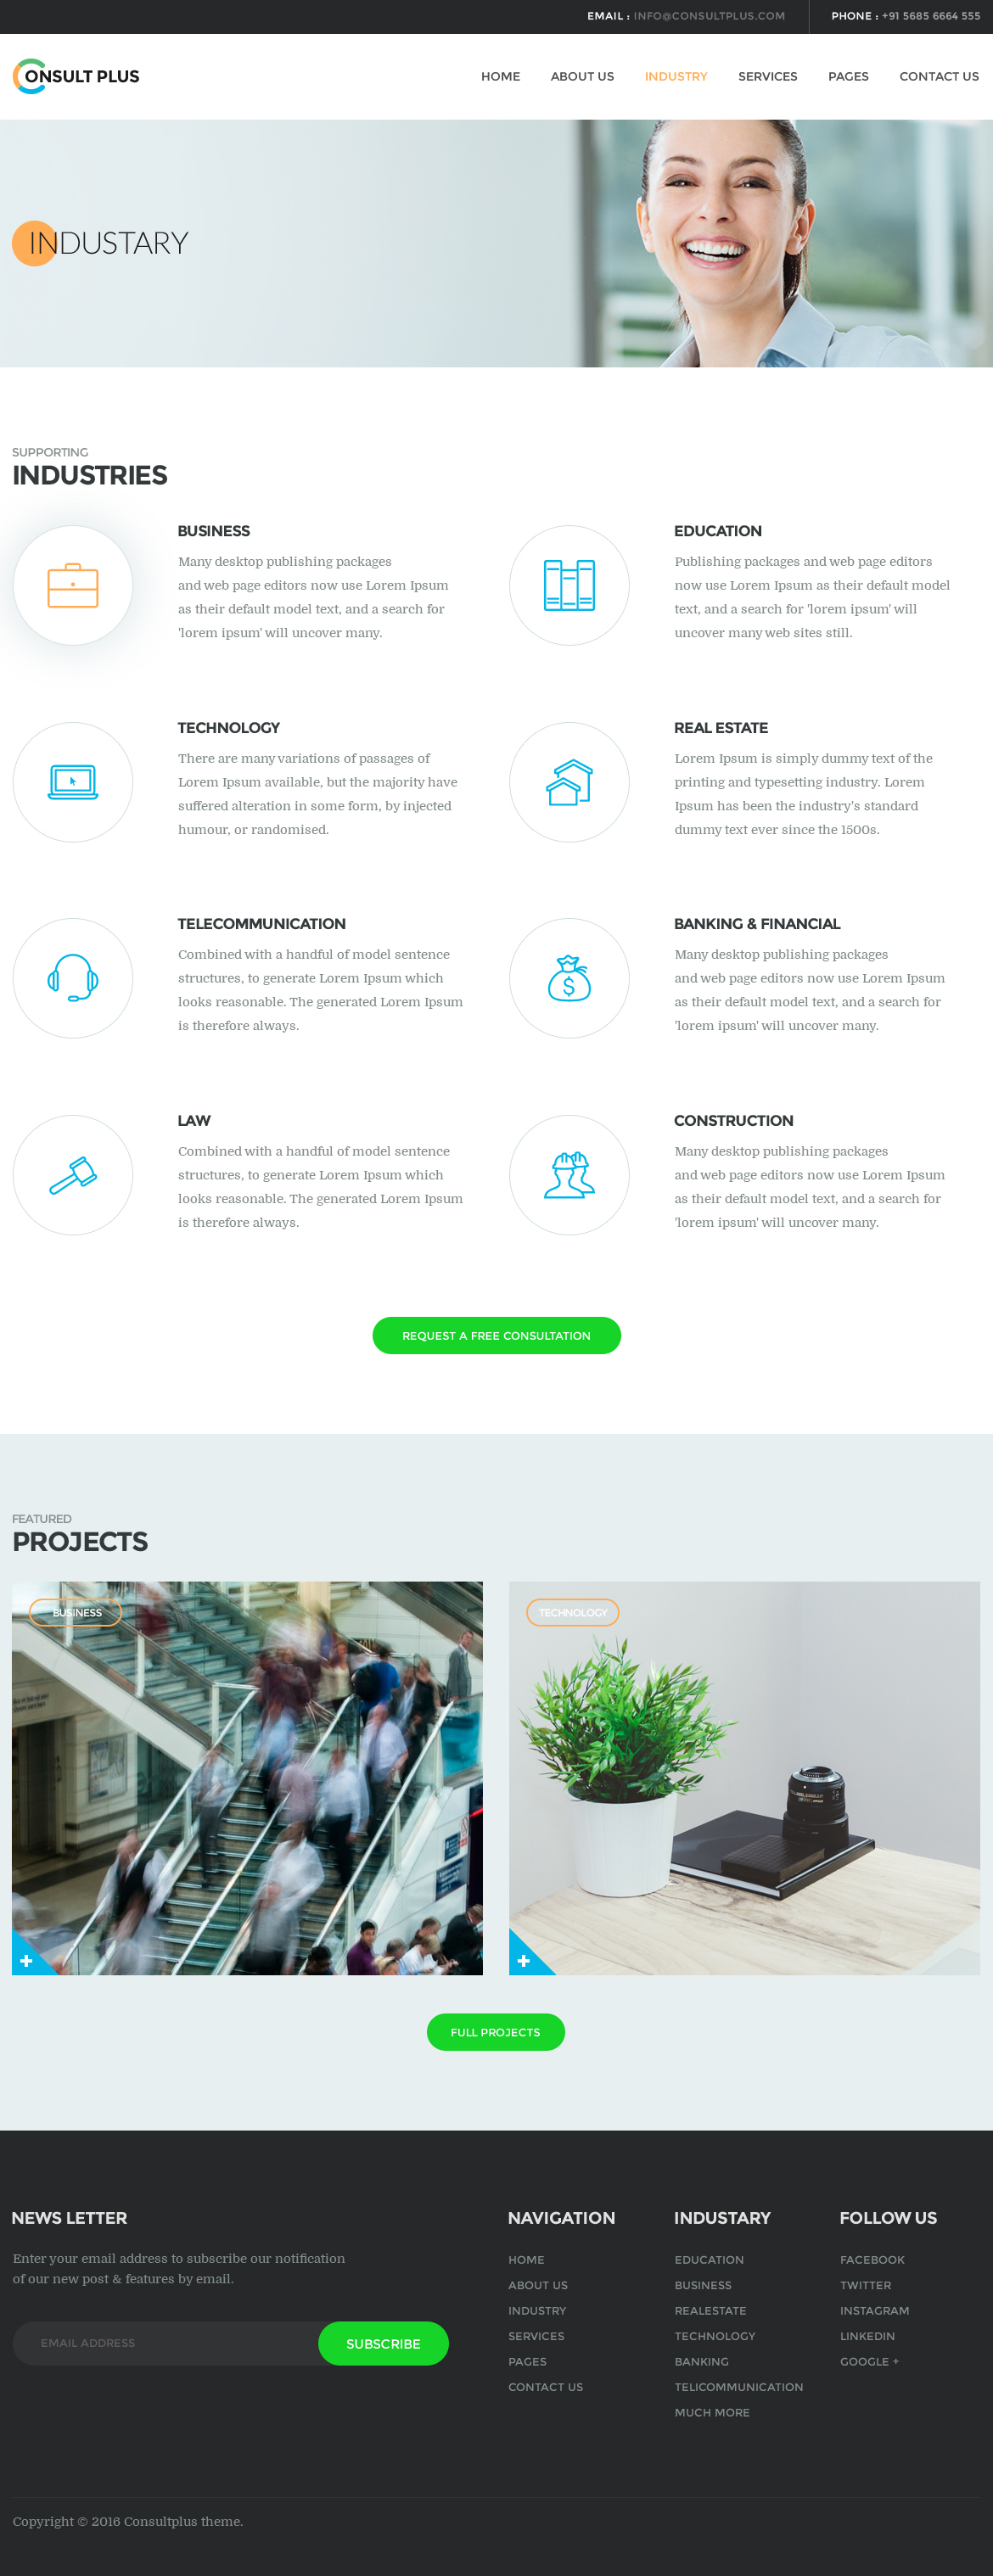 EMAIL : INFO@CONSULTPLUS.COM
PHONE : +91 5685 6664 555
CONSULT PLUS
HOME ABOUT US INDUSTRY SERVICES PAGES CONTACT US
INDUSTARY
SUPPORTING
INDUSTRIES
BUSINESS
Many desktop publishing packages
and web page editors now use Lorem Ipsum
as their default model text, and a search for
'lorem ipsum' will uncover many.
EDUCATION
Publishing packages and web page editors
now use Lorem Ipsum as their default model
text, and a search for 'lorem ipsum' will
uncover many web sites still.
TECHNOLOGY
There are many variations of passages of
Lorem Ipsum available, but the majority have
suffered alteration in some form, by injected
humour, or randomised.
REAL ESTATE
Lorem Ipsum is simply dummy text of the
printing and typesetting industry. Lorem
Ipsum has been the industry's standard
dummy text ever since the 1500s.
TELECOMMUNICATION
Combined with a handful of model sentence
structures, to generate Lorem Ipsum which
looks reasonable. The generated Lorem Ipsum
is therefore always.
BANKING & FINANCIAL
Many desktop publishing packages
and web page editors now use Lorem Ipsum
as their default model text, and a search for
'lorem ipsum' will uncover many.
LAW
Combined with a handful of model sentence
structures, to generate Lorem Ipsum which
looks reasonable. The generated Lorem Ipsum
is therefore always.
CONSTRUCTION
Many desktop publishing packages
and web page editors now use Lorem Ipsum
as their default model text, and a search for
'lorem ipsum' will uncover many.
REQUEST A FREE CONSULTATION
FEATURED
PROJECTS
BUSINESS
TECHNOLOGY
FULL PROJECTS
NEWS LETTER
Enter your email address to subscribe our notification
of our new post & features by email.
EMAIL ADDRESS
SUBSCRIBE
NAVIGATION
HOME
ABOUT US
INDUSTRY
SERVICES
PAGES
CONTACT US
INDUSTARY
EDUCATION
BUSINESS
REALESTATE
TECHNOLOGY
BANKING
TELICOMMUNICATION
MUCH MORE
FOLLOW US
FACEBOOK
TWITTER
INSTAGRAM
LINKEDIN
GOOGLE +
Copyright © 2016 Consultplus theme.